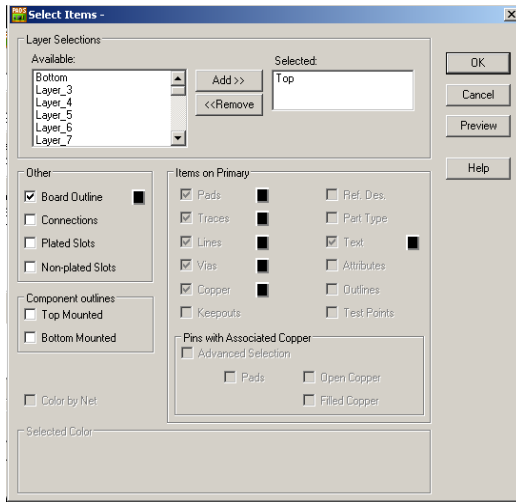 PADS
Select Items -
Layer Selections
Available:
Bottom
Layer_3
Layer_4
Layer_5
Layer_6
Layer_7
Add >>
<<Remove
Selected:
Top
OK
Cancel
Preview
Help
Other
Board Outline
Connections
Plated Slots
Non-plated Slots
Component outlines
Top Mounted
Bottom Mounted
Color by Net
Items on Primary
Pads
Traces
Lines
Vias
Copper
Keepouts
Ref. Des.
Part Type
Text
Attributes
Outlines
Test Points
Pins with Associated Copper
Advanced Selection
Pads
Open Copper
Filled Copper
Selected Color